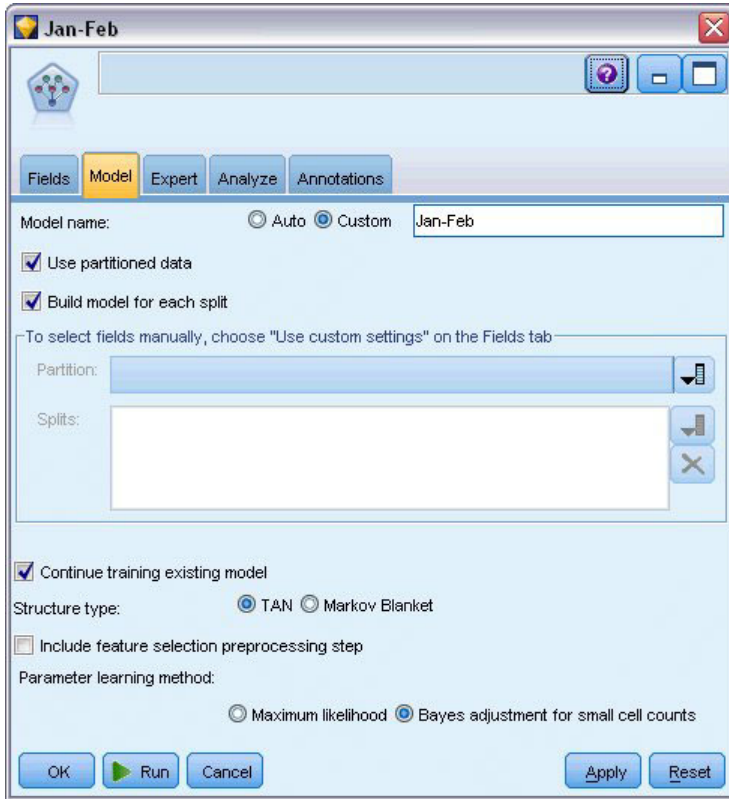 Jan-Feb
Fields Model Expert Analyze Annotations
Model name: Auto Custom Jan-Feb
Use partitioned data
Build model for each split
To select fields manually, choose "Use custom settings" on the Fields tab
Partition:
Splits:
Continue training existing model
Structure type: TAN Markov Blanket
Include feature selection preprocessing step
Parameter learning method:
Maximum likelihood Bayes adjustment for small cell counts
OK Run Cancel Apply Reset